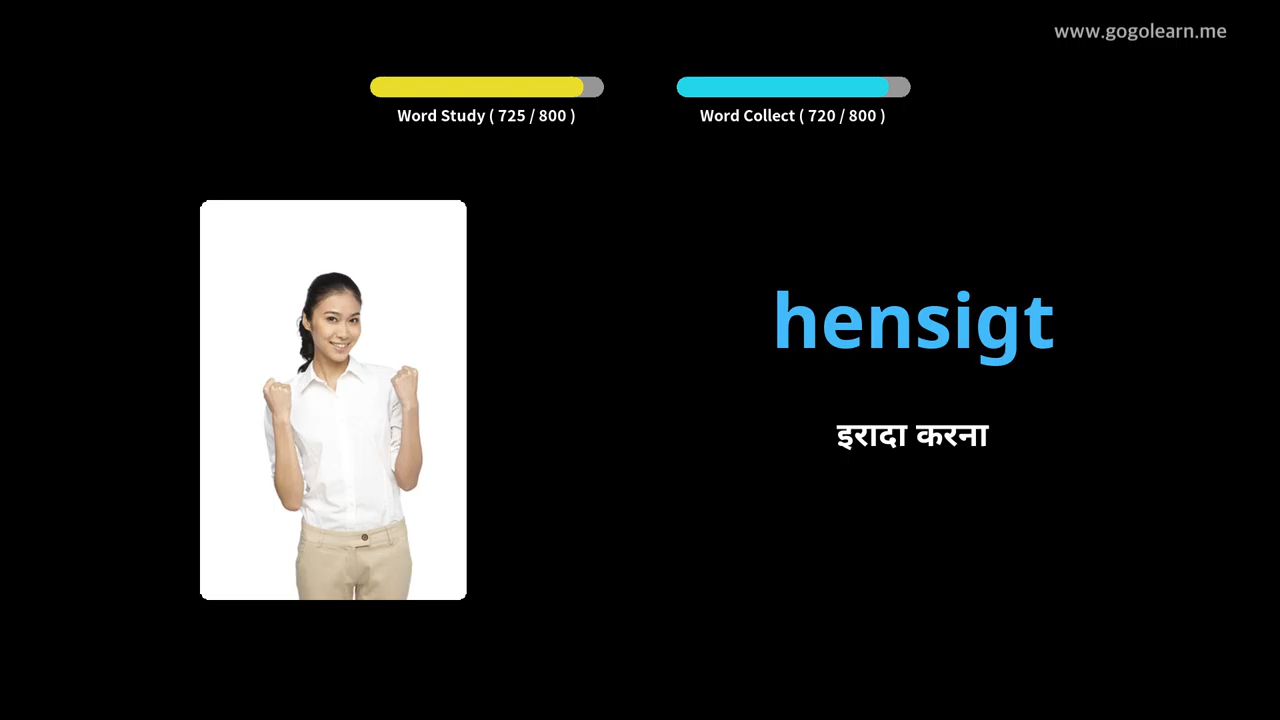 www.gogolearn.me
Word Study ( 725 / 800 )
Word Collect ( 720 / 800 )
hensigt
इरादा करना